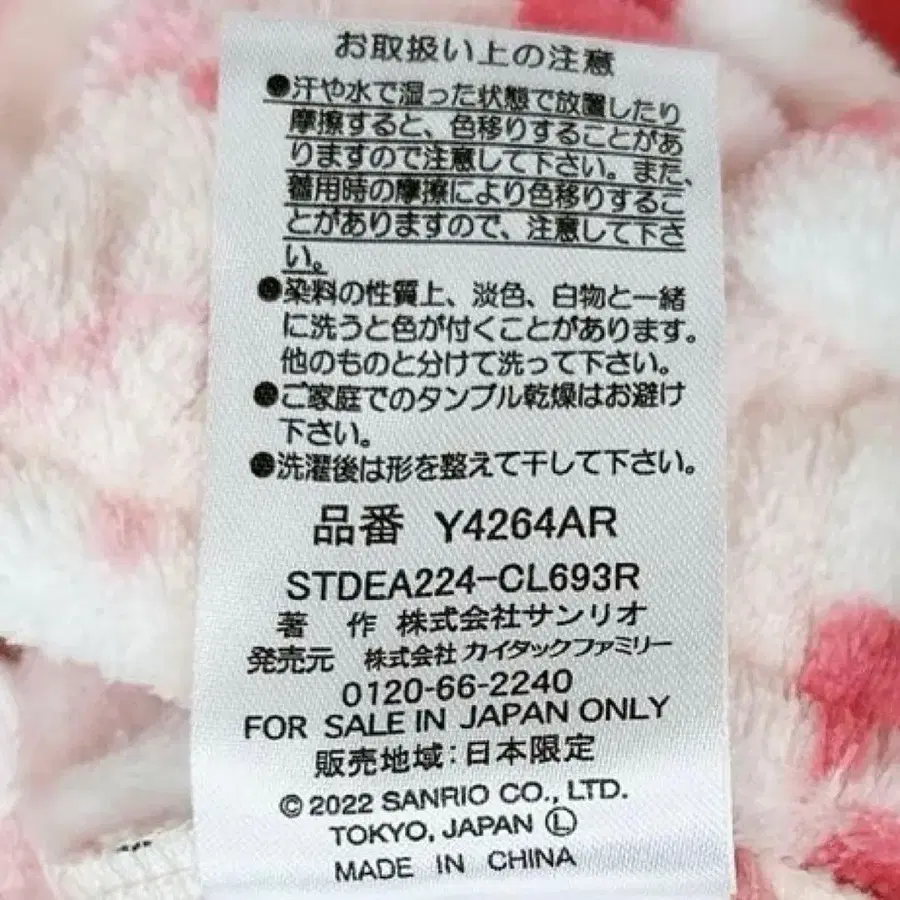 お取扱い上の注意
●汗や水で湿った状態で放置したり
摩擦すると、色移りすることがあ
りますので注意して下さい。また、
着用時の摩擦により色移りするこ
とがありますので、注意して下さ
い。
●染料の性質上、淡色、白物と一緒
に洗うと色が付くことがあります。
他のものと分けて洗って下さい。
●ご家庭でのタンブル乾燥はお避け
下さい。
●洗濯後は形を整えて干して下さい。
品番 Y4264AR
STDEA224-CL693R
著 作 株式会社サンリオ
発売元 株式会社 カイタックファミリー
0120-66-2240
FOR SALE IN JAPAN ONLY
販売地域:日本限定
© 2022 SANRIO CO., LTD.
TOKYO, JAPAN Ⓛ
MADE IN CHINA